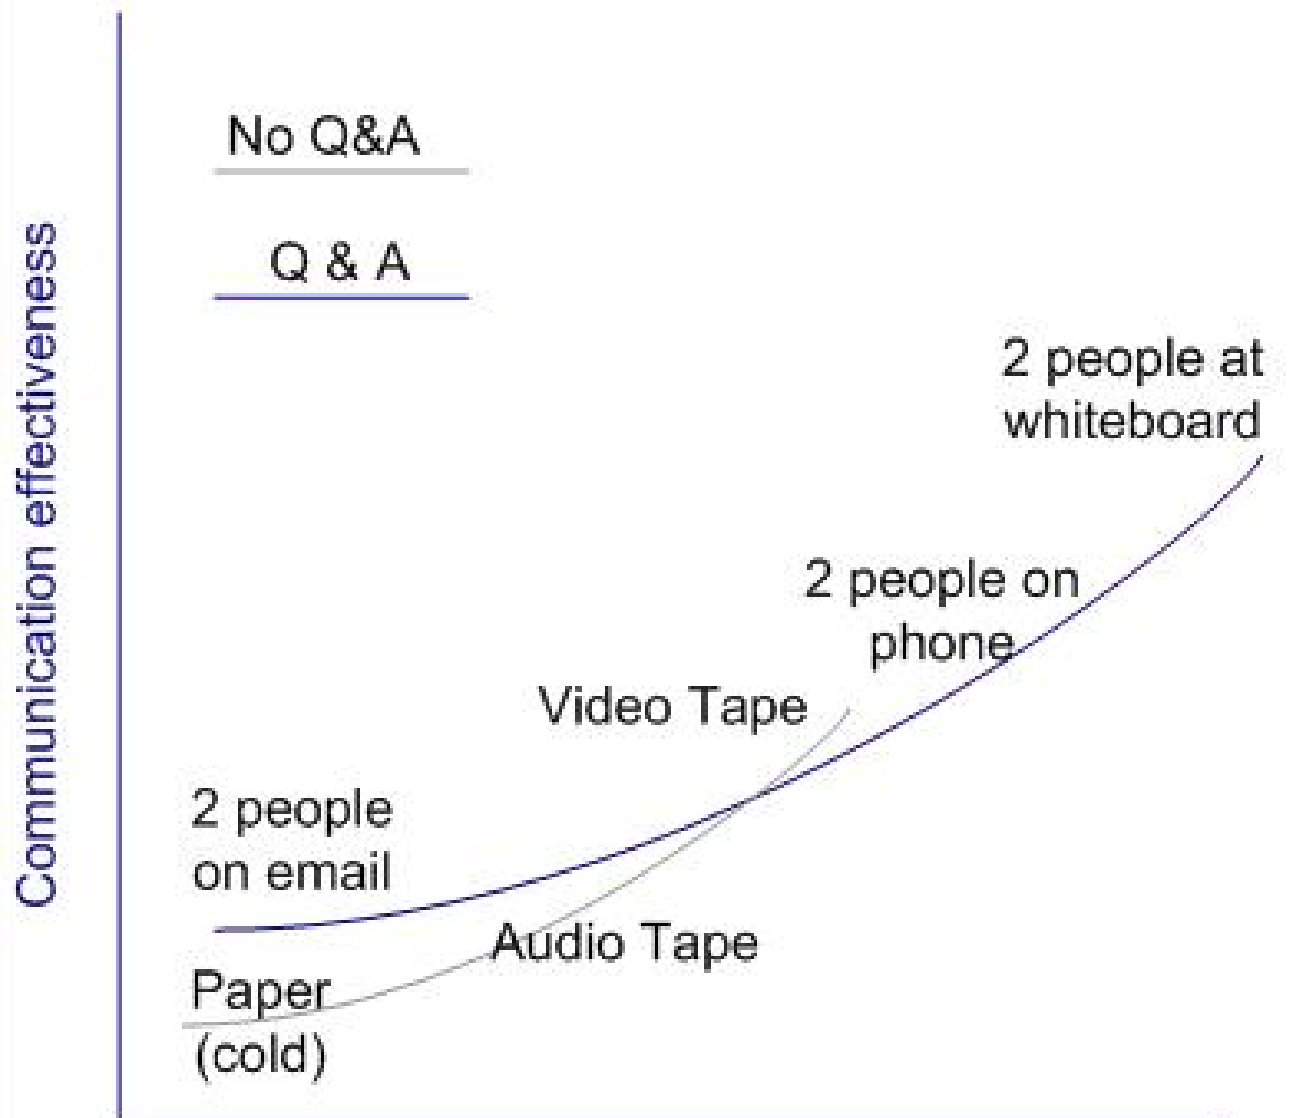 Communication effectiveness
No Q&A
Q & A
2 people at
whiteboard
2 people on
phone
Video Tape
2 people
on email
Audio Tape
Paper
(cold)